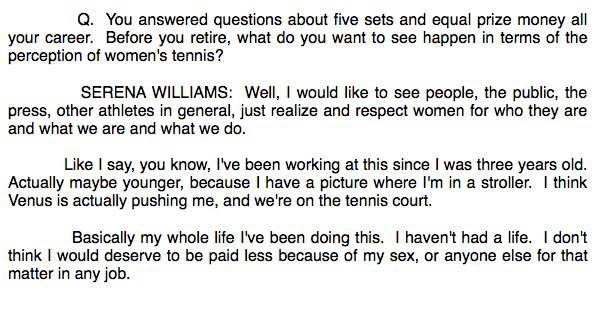 Q. You answered questions about five sets and equal prize money all
your career. Before you retire, what do you want to see happen in terms of the
perception of women's tennis?
SERENA WILLIAMS: Well, I would like to see people, the public, the
press, other athletes in general, just realize and respect women for who they are
and what we are and what we do.
Like I say, you know, I've been working at this since I was three years old.
Actually maybe younger, because I have a picture where I'm in a stroller. I think
Venus is actually pushing me, and we're on the tennis court.
Basically my whole life I've been doing this. I haven't had a life. I don't
think I would deserve to be paid less because of my sex, or anyone else for that
matter in any job.